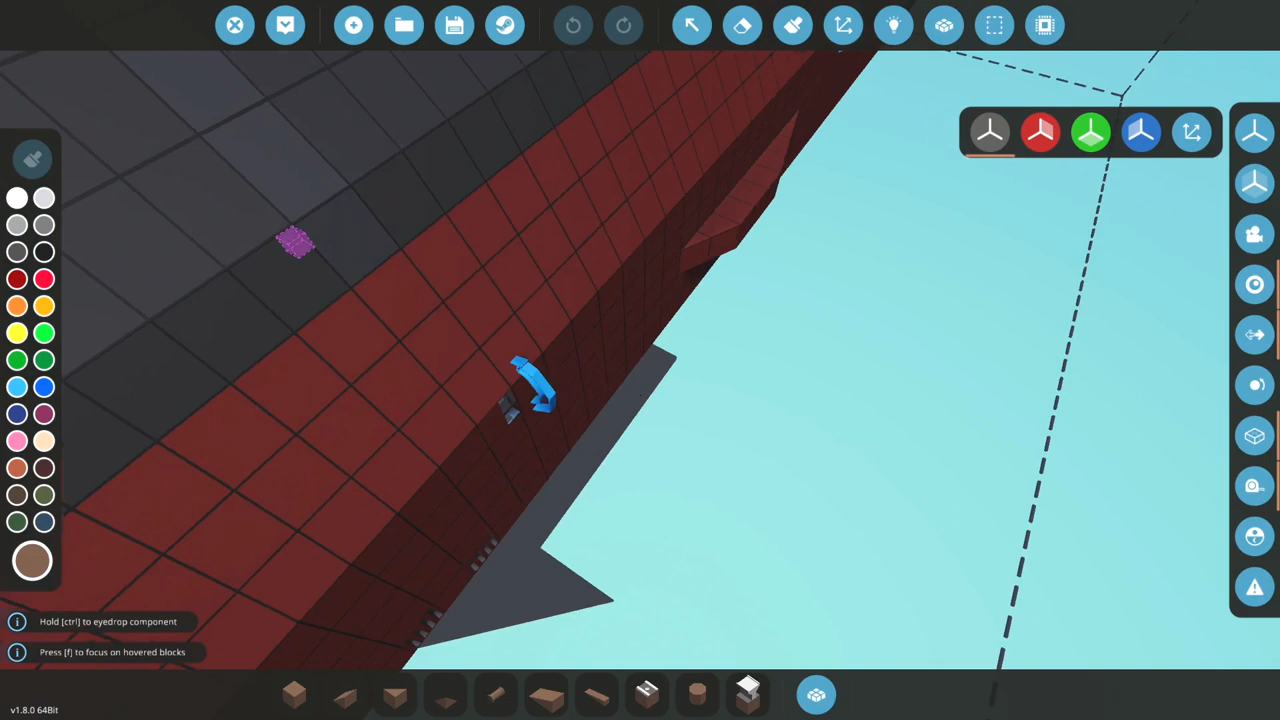 Hold [ctrl] to eyedrop component
Press [f] to focus on hovered blocks
v1.8.0 64Bit